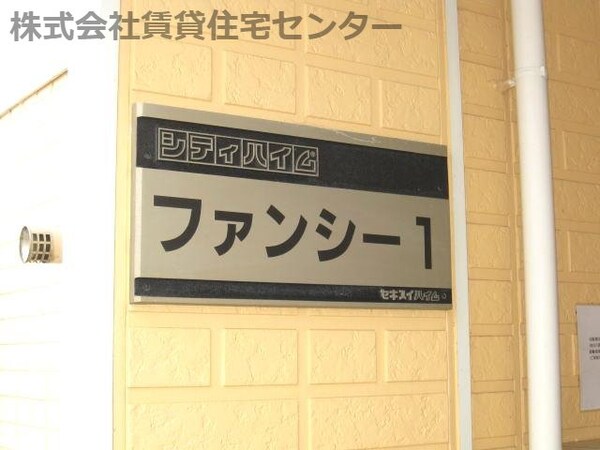 株式会社賃貸住宅センター
シティハイム
ファンシー1
セキスイハイム